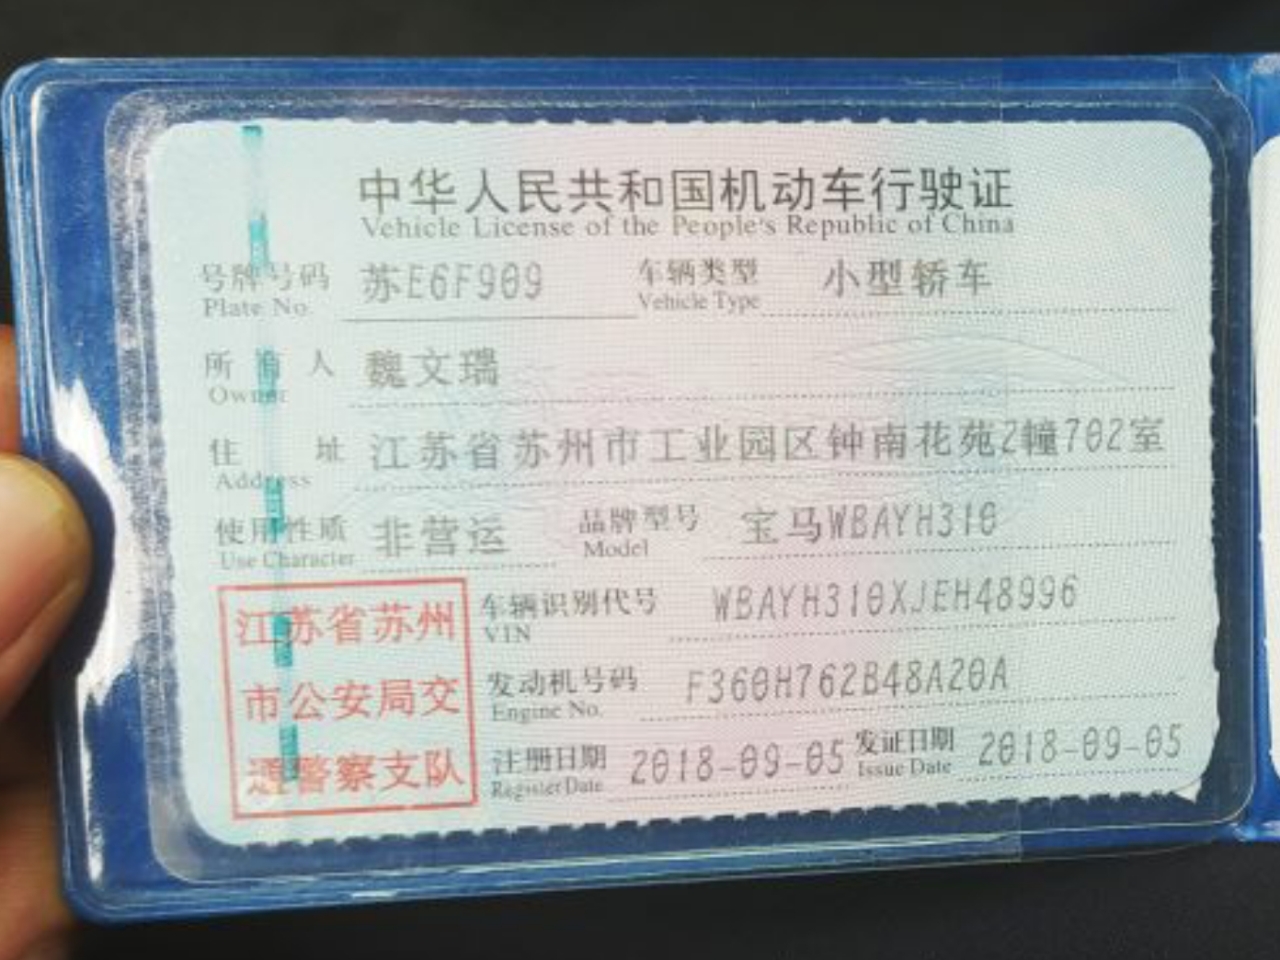 中华人民共和国机动车行驶证
Vehicle License of the People's Republic of China
号牌号码 苏E6F909 车辆类型 小型轿车
Plate No. Vehicle Type
所有人 魏文瑞
Owner
住址 江苏省苏州市工业园区钟南花苑2幢702室
Address
使用性质 非营运 品牌型号 宝马WBAYH310
Use Character Model
江苏省苏州
市公安局交
通警察支队
车辆识别代号 WBAYH310XJEH48996
VIN
发动机号码 F360H762B48A20A
Engine No.
注册日期 2018-09-05 发证日期 2018-09-05
Register Date Issue Date